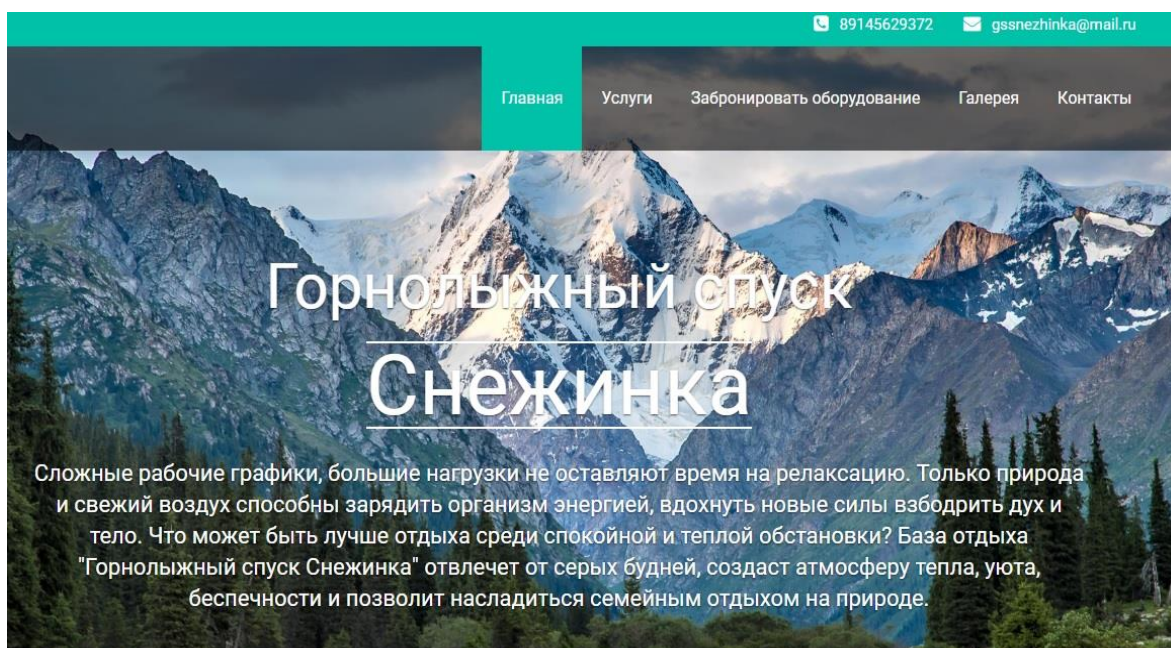 89145629372 gssnezhinka@mail.ru
Главная Услуги Забронировать оборудование Галерея Контакты
Горнолыжный спуск
Снежинка
Сложные рабочие графики, большие нагрузки не оставляют время на релаксацию. Только природа
и свежий воздух способны зарядить организм энергией, вдохнуть новые силы взбодрить дух и
тело. Что может быть лучше отдыха среди спокойной и теплой обстановки? База отдыха
"Горнолыжный спуск Снежинка" отвлечет от серых будней, создаст атмосферу тепла, уюта,
беспечности и позволит насладиться семейным отдыхом на природе.